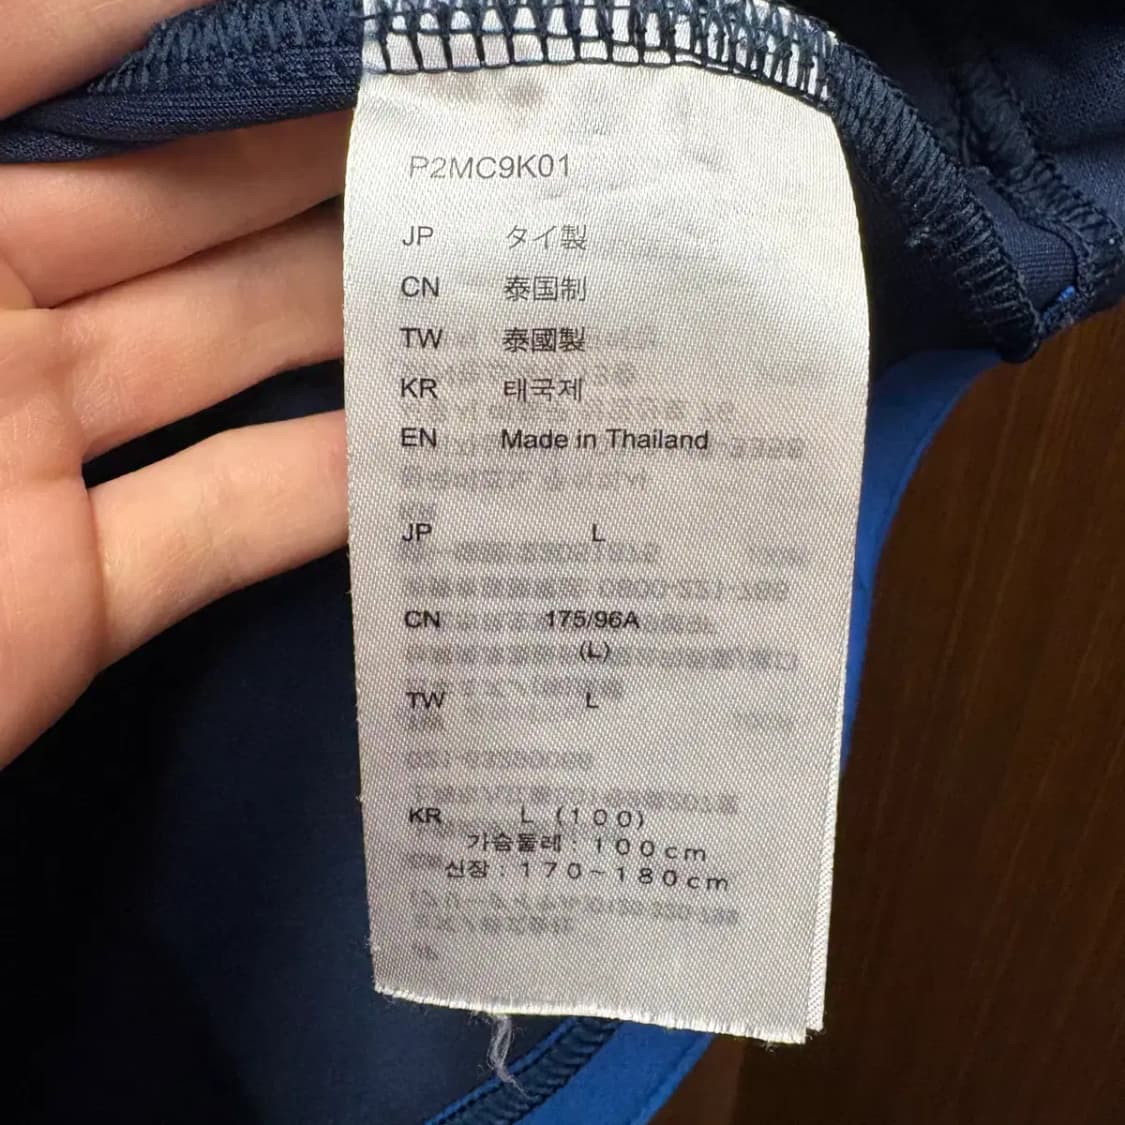 P2MC9K01
JP タイ製
CN 泰国制
TW 泰國製
KR 태국제
EN Made in Thailand
JP L
CN 175/96A
(L)
TW L
KR L (100)
가슴둘레 : 100cm
신장 : 170~180cm